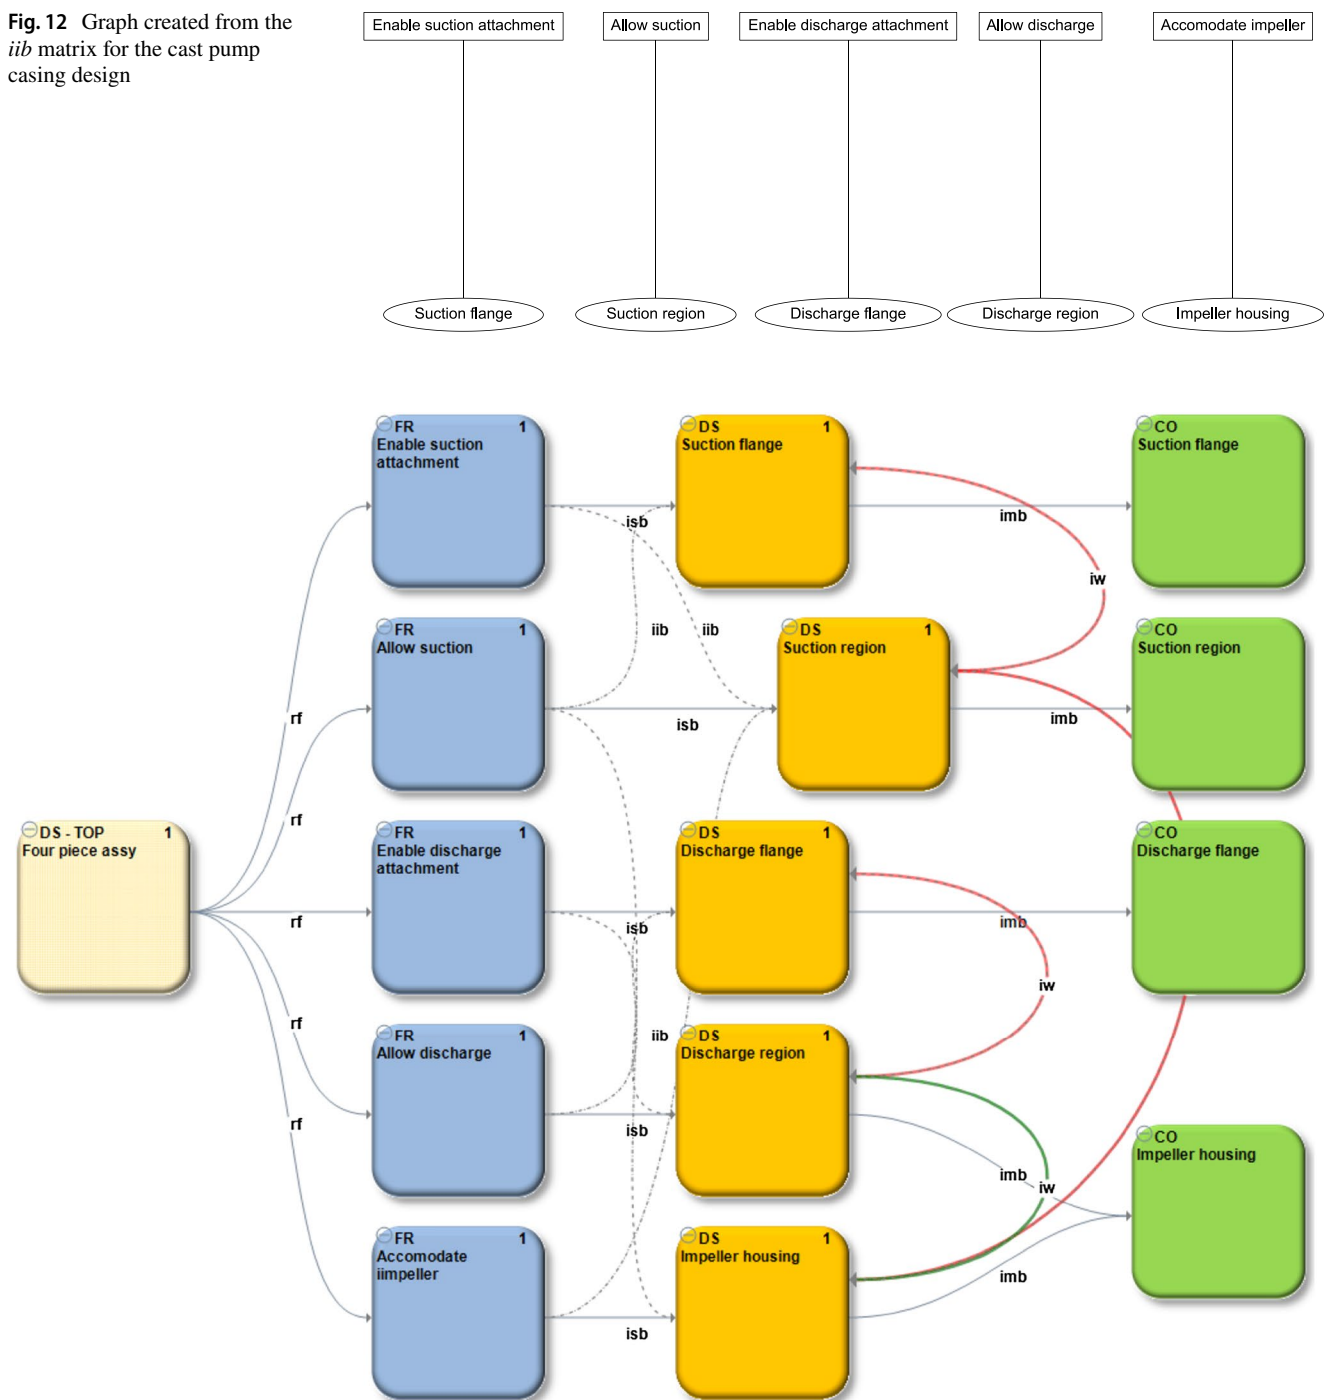 Fig. 12 Graph created from the
iib matrix for the cast pump
casing design
Enable suction attachment
Allow suction
Enable discharge attachment
Allow discharge
Accomodate impeller
Suction flange
Suction region
Discharge flange
Discharge region
Impeller housing
FR 1
Enable suction
attachment
DS 1
Suction flange
CO
Suction flange
isb
imb
iw
FR 1
Allow suction
iib
iib
DS 1
Suction region
CO
Suction region
rf
isb
imb
rf
DS - TOP 1
Four piece assy
FR 1
Enable discharge
attachment
DS 1
Discharge flange
CO
Discharge flange
rf
isb
imb
iw
rf
FR 1
Allow discharge
iib
DS 1
Discharge region
rf
isb
CO
Impeller housing
imb
iw
FR 1
Accomodate
iimpeller
DS 1
Impeller housing
imb
isb